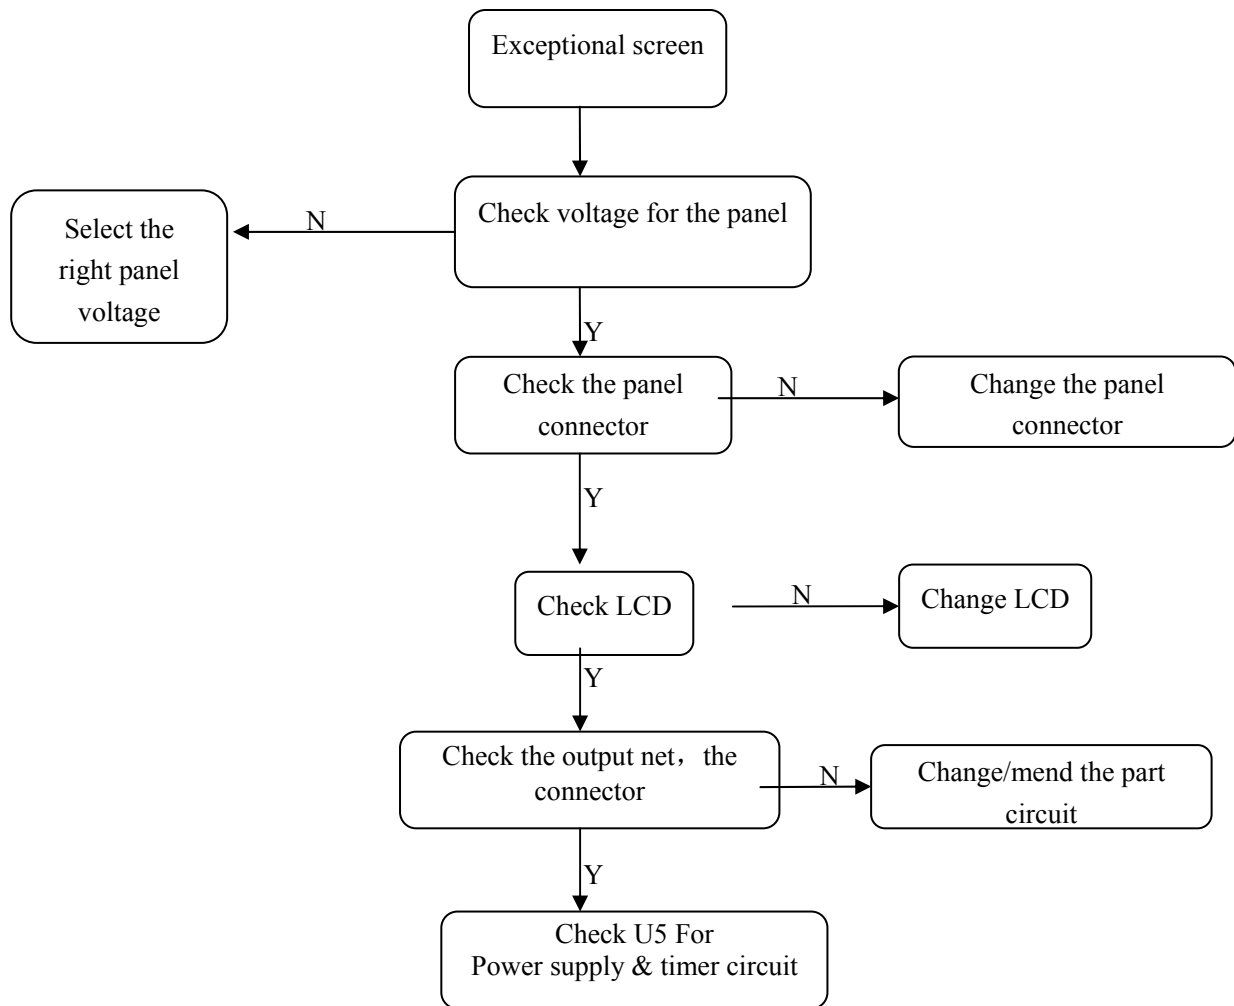 Exceptional screen
Check voltage for the panel
N
Select the
right panel
voltage
Y
Check the panel
connector
N
Change the panel
connector
Y
Check LCD
N
Change LCD
Y
Check the output net，the
connector
N
Change/mend the part
circuit
Y
Check U5 For
Power supply & timer circuit